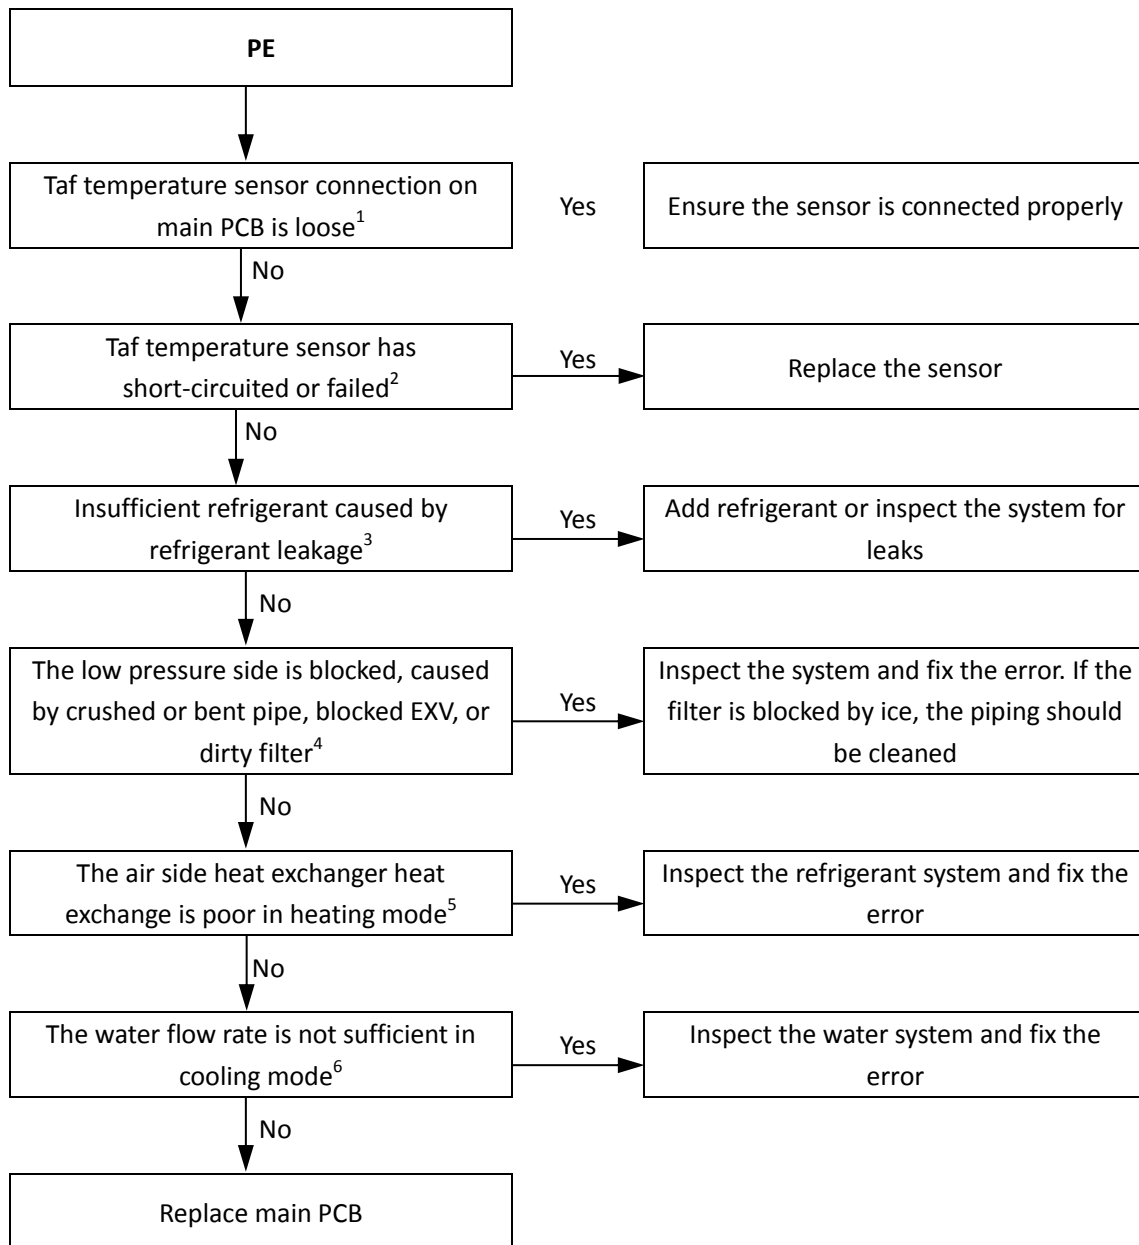 PE
Taf temperature sensor connection on
main PCB is loose1
Yes
Ensure the sensor is connected properly
No
Taf temperature sensor has
short-circuited or failed2
Yes
Replace the sensor
No
Insufficient refrigerant caused by
refrigerant leakage3
Yes
Add refrigerant or inspect the system for
leaks
No
The low pressure side is blocked, caused
by crushed or bent pipe, blocked EXV, or
dirty filter4
Yes
Inspect the system and fix the error. If the
filter is blocked by ice, the piping should
be cleaned
No
The air side heat exchanger heat
exchange is poor in heating mode5
Yes
Inspect the refrigerant system and fix the
error
No
The water flow rate is not sufficient in
cooling mode6
Yes
Inspect the water system and fix the
error
No
Replace main PCB